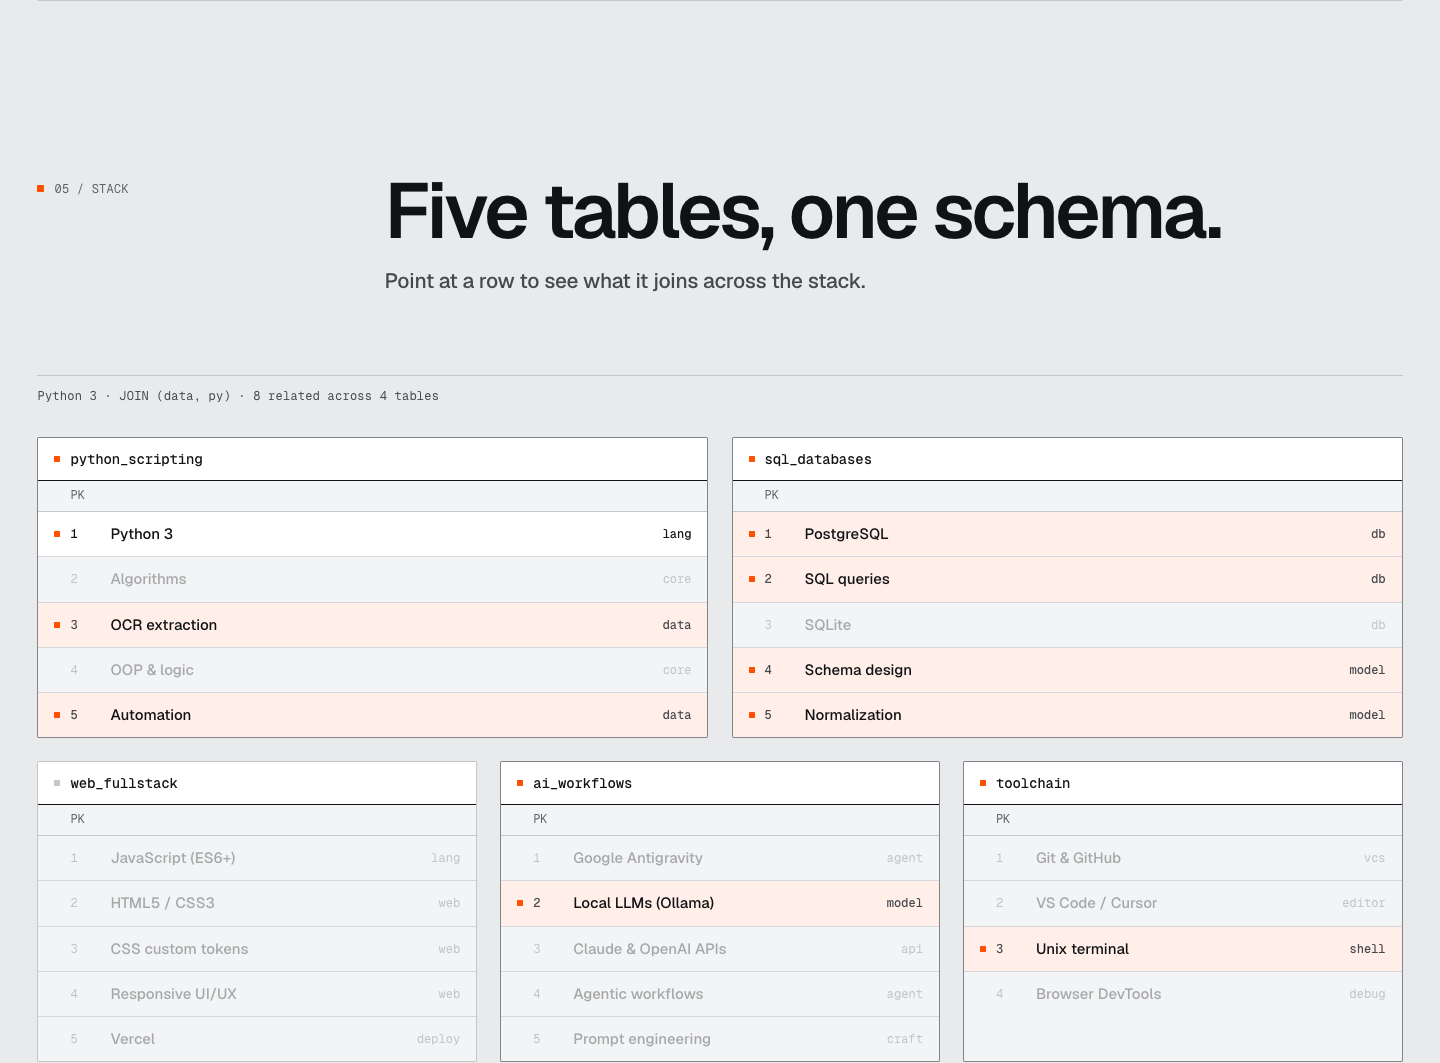 05 / STACK
Five tables, one schema.
Point at a row to see what it joins across the stack.
Python 3 · JOIN (data, py) · 8 related across 4 tables
python_scripting
PK
1 Python 3 lang
2 Algorithms core
3 OCR extraction data
4 OOP & logic core
5 Automation data
sql_databases
PK
1 PostgreSQL db
2 SQL queries db
3 SQLite db
4 Schema design model
5 Normalization model
web_fullstack
PK
1 JavaScript (ES6+) lang
2 HTML5 / CSS3 web
3 CSS custom tokens web
4 Responsive UI/UX web
5 Vercel deploy
ai_workflows
PK
1 Google Antigravity agent
2 Local LLMs (Ollama) model
3 Claude & OpenAI APIs api
4 Agentic workflows agent
5 Prompt engineering craft
toolchain
PK
1 Git & GitHub vcs
2 VS Code / Cursor editor
3 Unix terminal shell
4 Browser DevTools debug